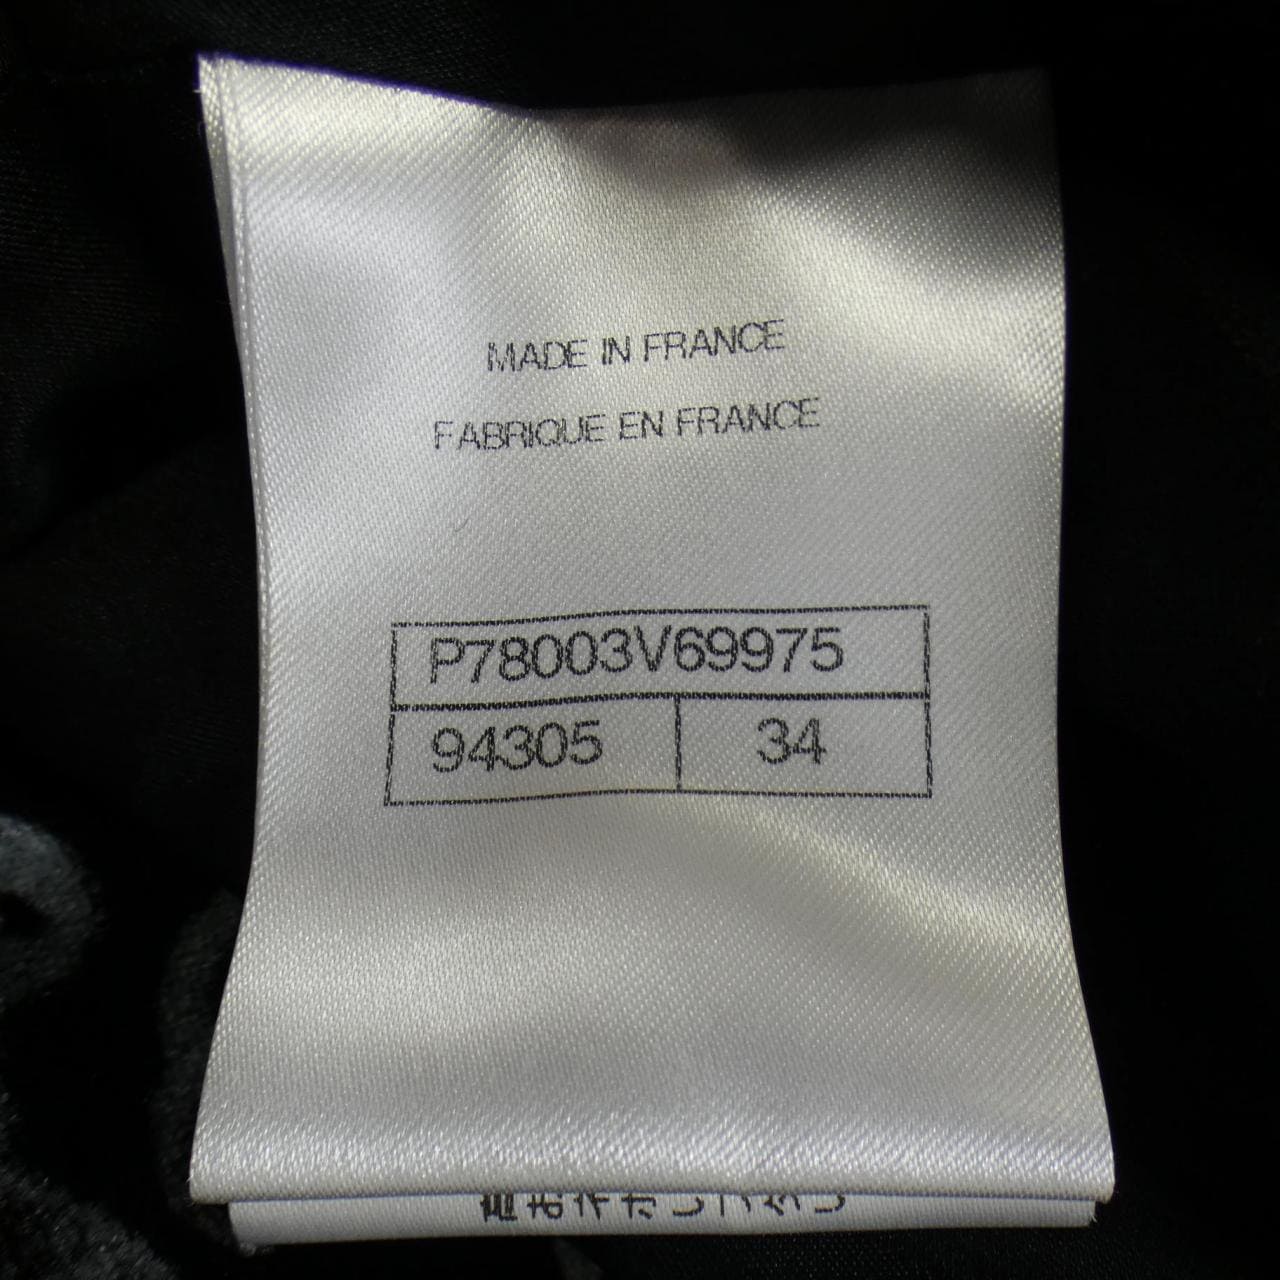 MADE IN FRANCE
FABRIQUE EN FRANCE
P78003V69975
94305 34